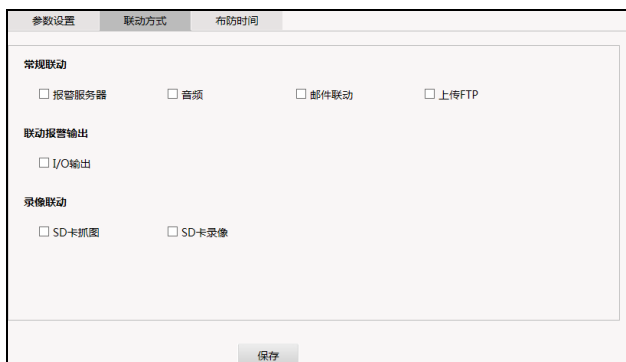 参数设置 联动方式 布防时间
常规联动
报警服务器 音频 邮件联动 上传FTP
联动报警输出
I/O输出
录像联动
SD卡抓图 SD卡录像
保存